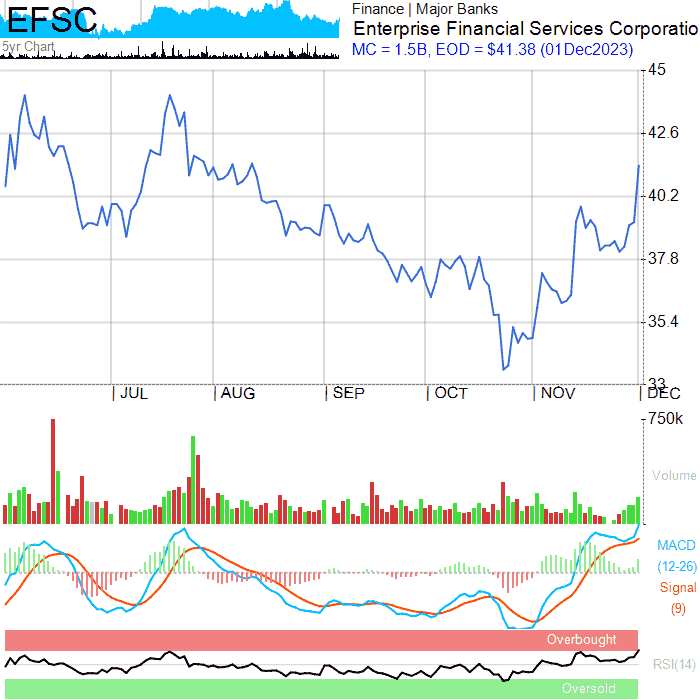 EFSC
5yr Chart
Finance | Major Banks
Enterprise Financial Services Corporatio
MC = 1.5B, EOD = $41.38 (01Dec2023)
45
42.6
40.2
37.8
35.4
33
JUL AUG SEP OCT NOV DEC
750k
Volume
MACD
(12-26)
Signal
(9)
Overbought
RSI(14)
Oversold